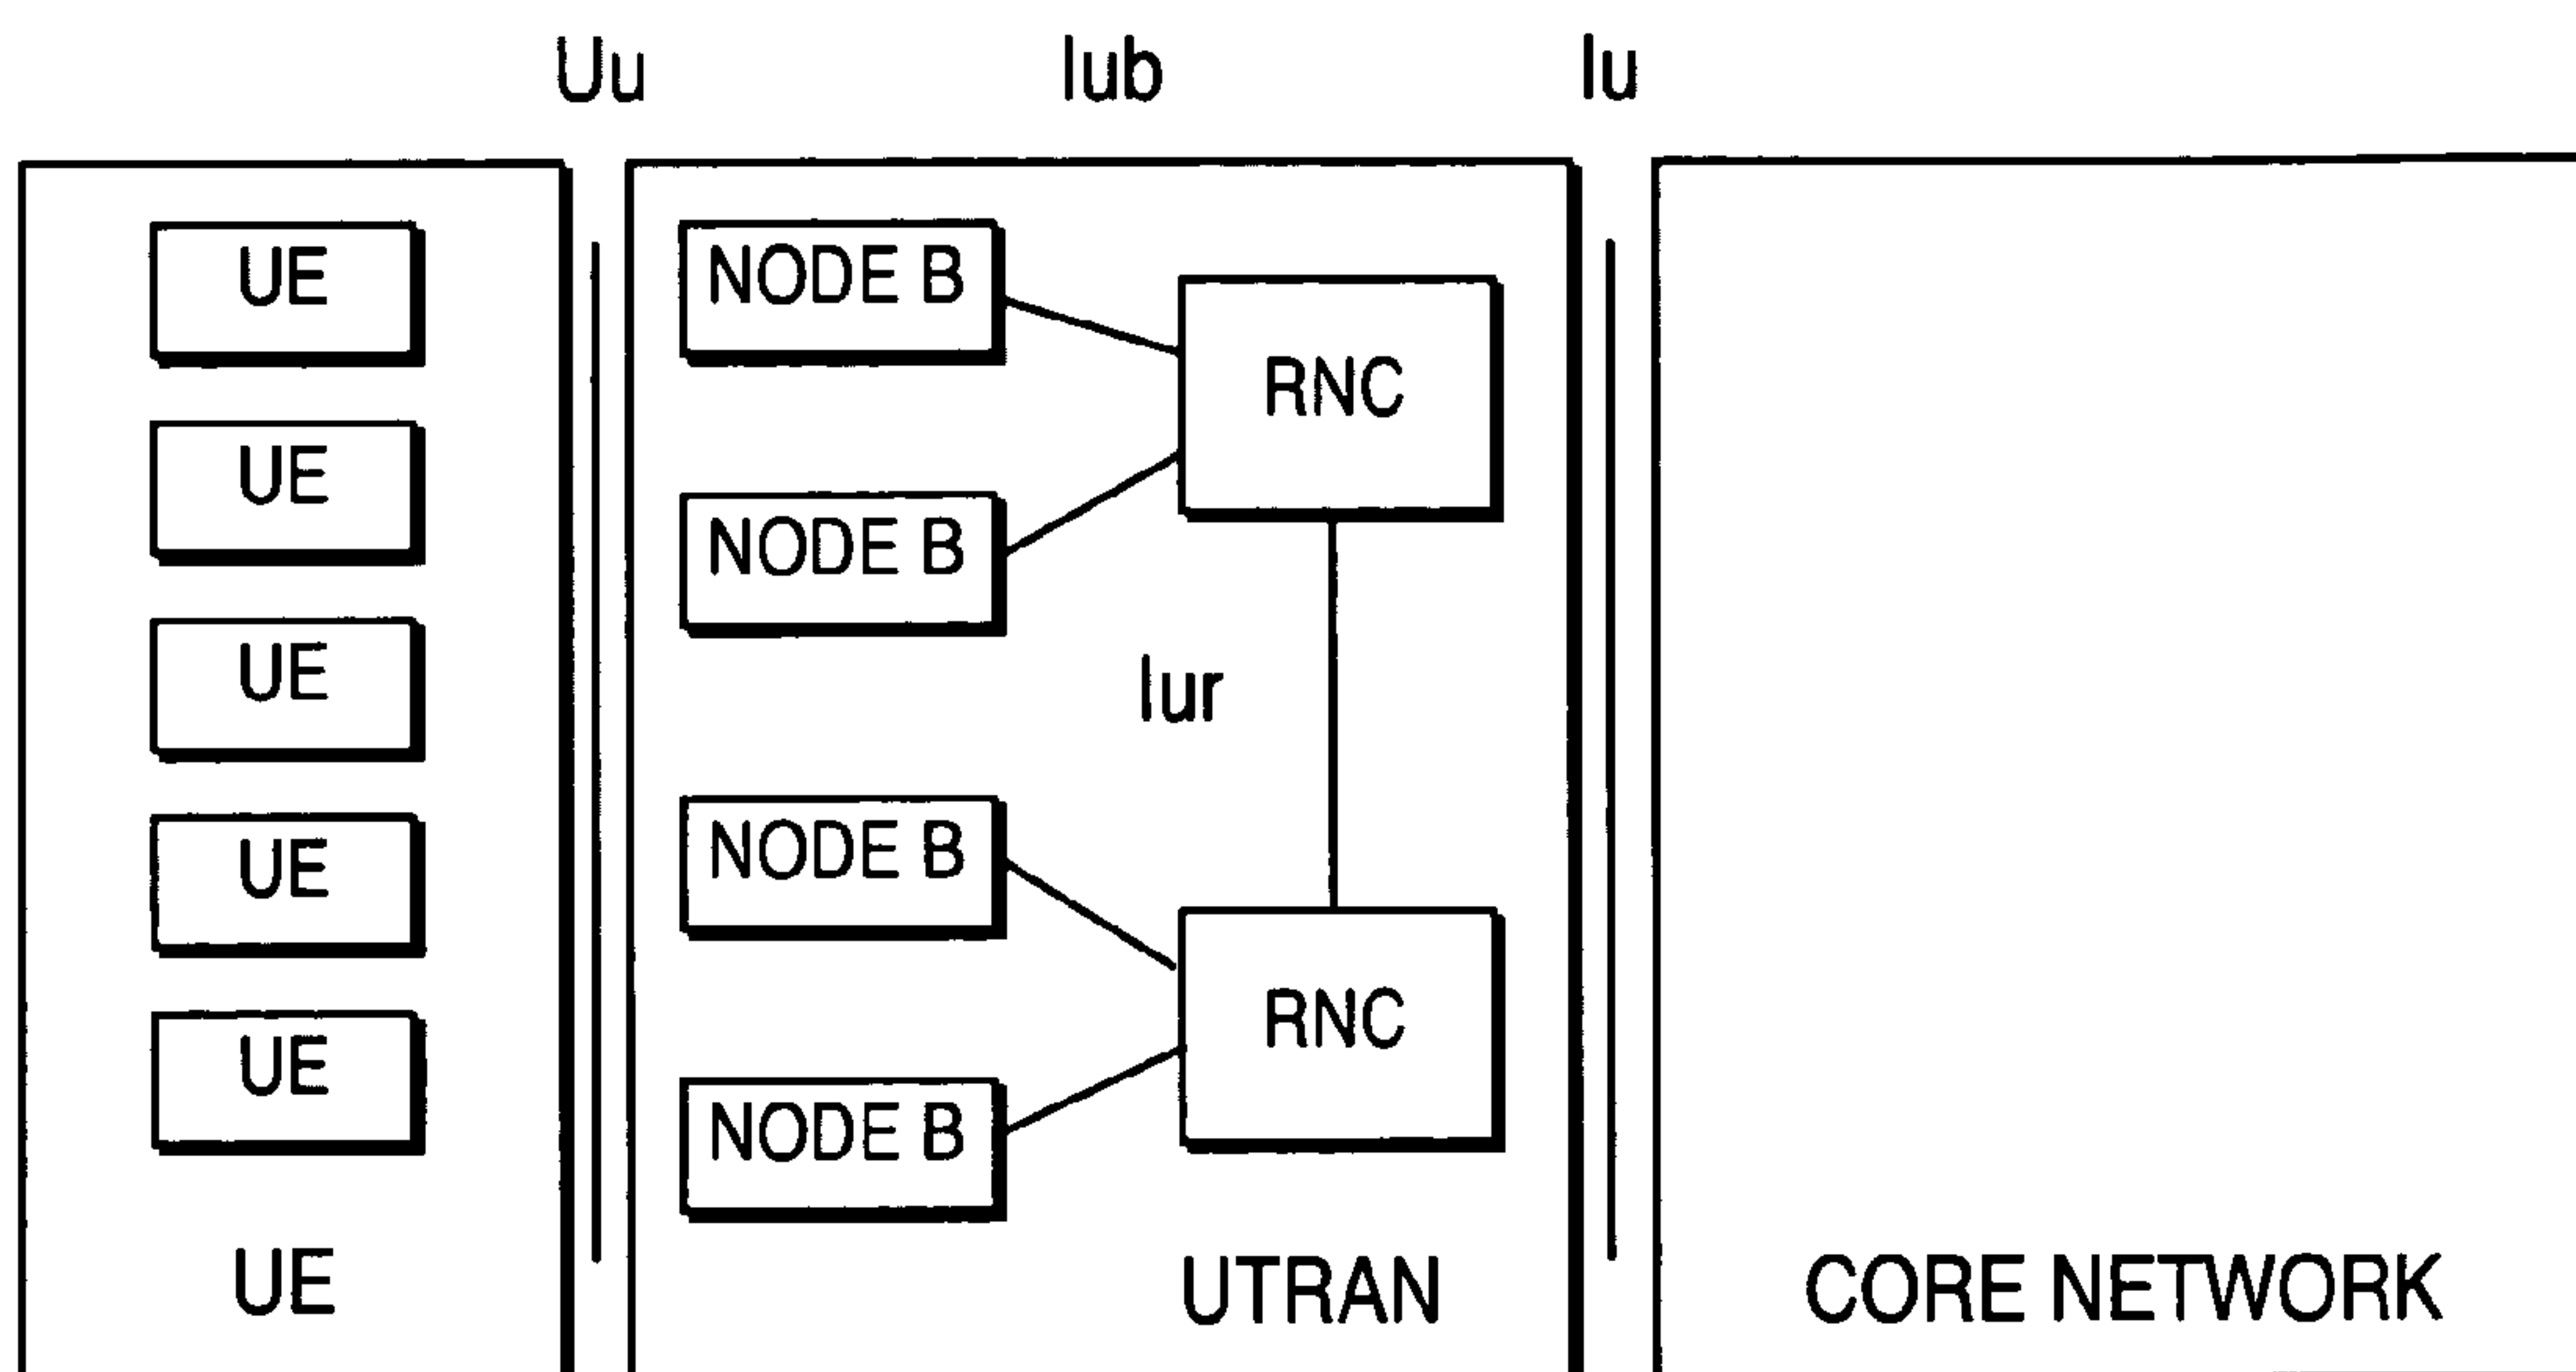 Uu
Iub
Iu
UE
UE
UE
UE
UE
UE
NODE B
NODE B
NODE B
NODE B
RNC
Iur
RNC
UTRAN
CORE NETWORK